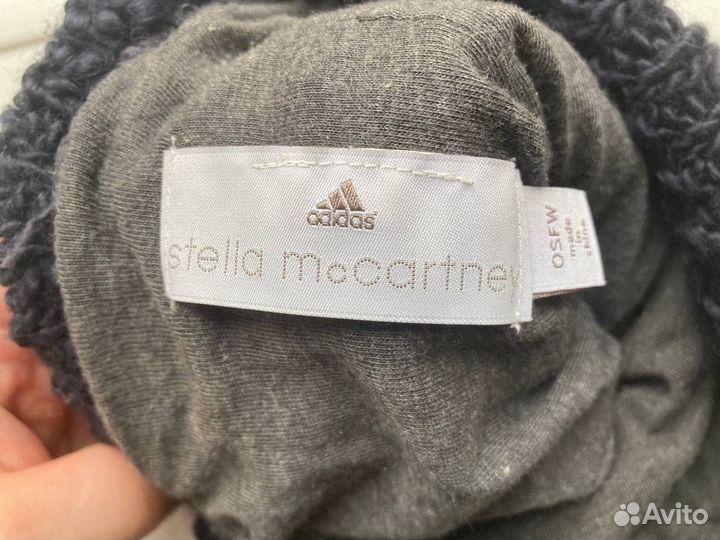 adidas
stella mccartney
OSFW
made
in
china
Avito